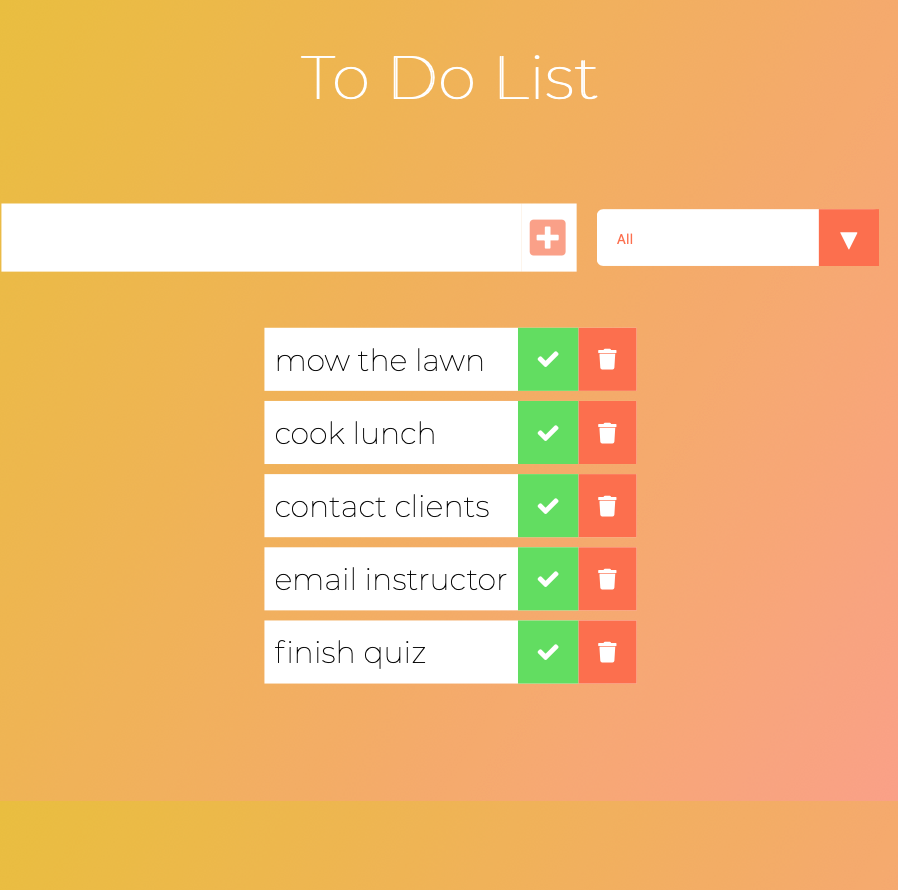 To Do List
All
mow the lawn
cook lunch
contact clients
email instructor
finish quiz